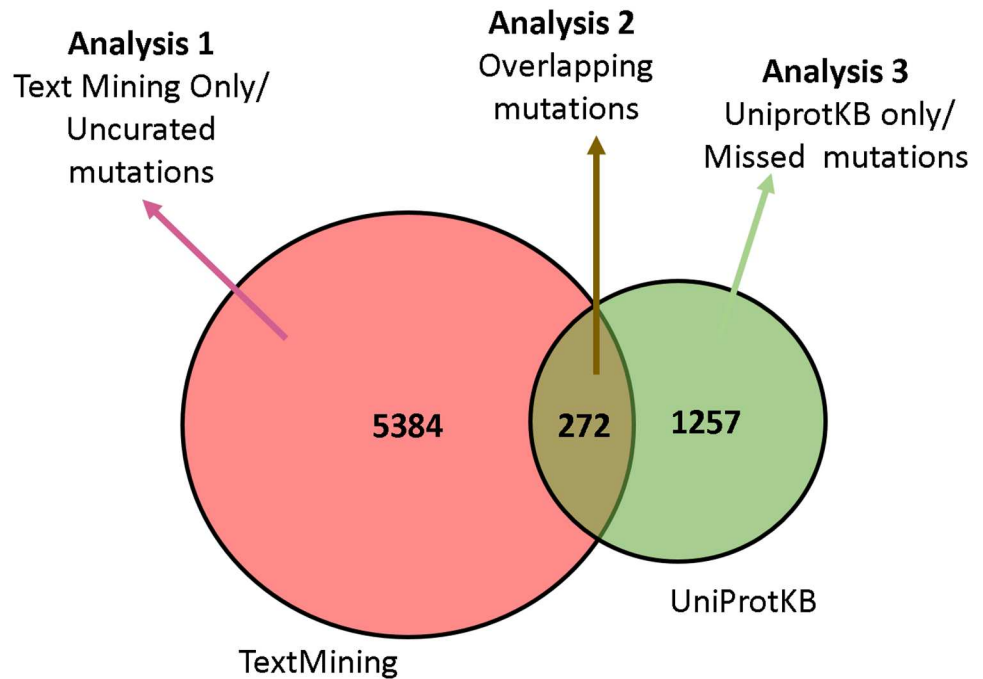 Analysis 1
Text Mining Only/
Uncurated
mutations
Analysis 2
Overlapping
mutations
Analysis 3
UniprotKB only/
Missed  mutations
5384
272
1257
UniProtKB
TextMining